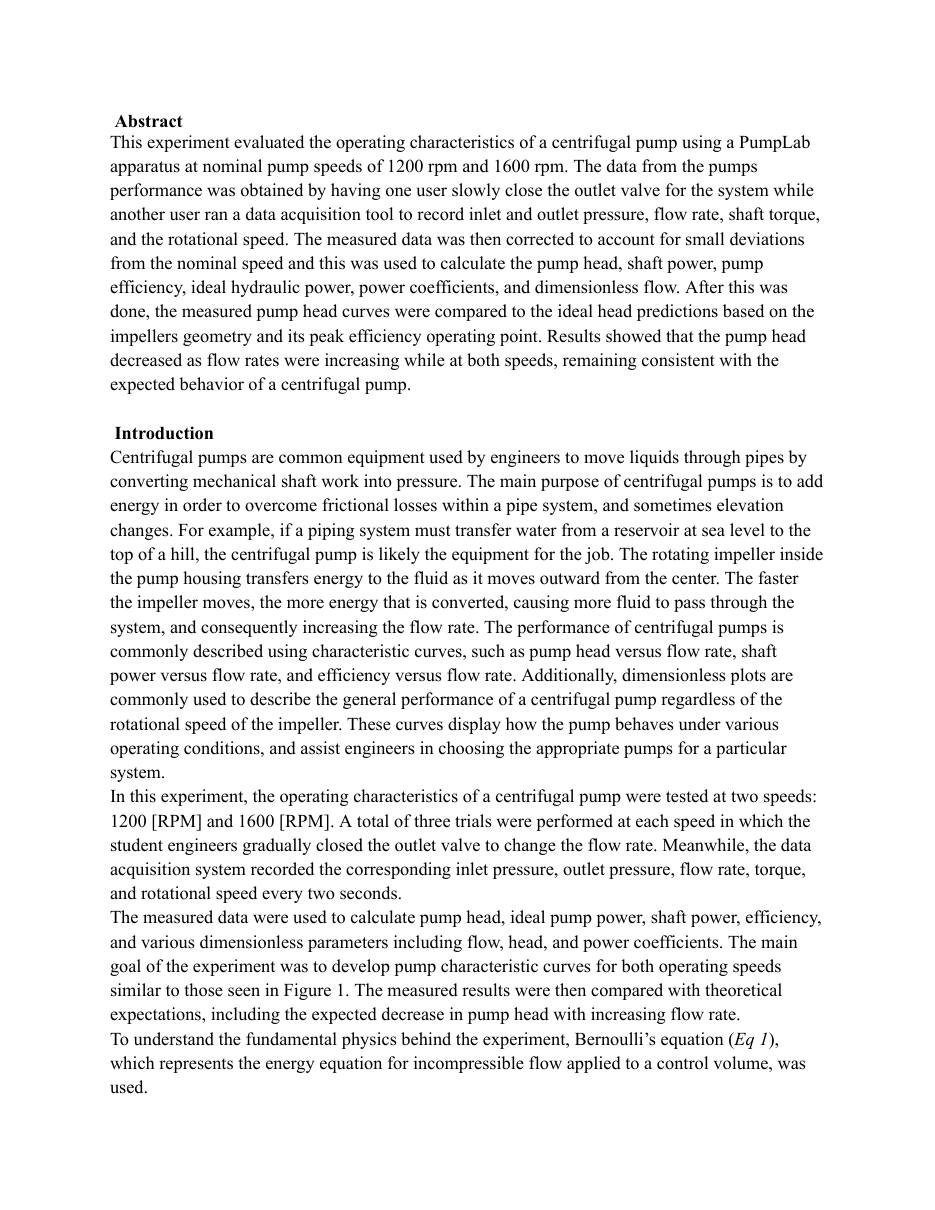 Abstract
This experiment evaluated the operating characteristics of a centrifugal pump using a PumpLab
apparatus at nominal pump speeds of 1200 rpm and 1600 rpm. The data from the pumps
performance was obtained by having one user slowly close the outlet valve for the system while
another user ran a data acquisition tool to record inlet and outlet pressure, flow rate, shaft torque,
and the rotational speed. The measured data was then corrected to account for small deviations
from the nominal speed and this was used to calculate the pump head, shaft power, pump
efficiency, ideal hydraulic power, power coefficients, and dimensionless flow. After this was
done, the measured pump head curves were compared to the ideal head predictions based on the
impellers geometry and its peak efficiency operating point. Results showed that the pump head
decreased as flow rates were increasing while at both speeds, remaining consistent with the
expected behavior of a centrifugal pump.
Introduction
Centrifugal pumps are common equipment used by engineers to move liquids through pipes by
converting mechanical shaft work into pressure. The main purpose of centrifugal pumps is to add
energy in order to overcome frictional losses within a pipe system, and sometimes elevation
changes. For example, if a piping system must transfer water from a reservoir at sea level to the
top of a hill, the centrifugal pump is likely the equipment for the job. The rotating impeller inside
the pump housing transfers energy to the fluid as it moves outward from the center. The faster
the impeller moves, the more energy that is converted, causing more fluid to pass through the
system, and consequently increasing the flow rate. The performance of centrifugal pumps is
commonly described using characteristic curves, such as pump head versus flow rate, shaft
power versus flow rate, and efficiency versus flow rate. Additionally, dimensionless plots are
commonly used to describe the general performance of a centrifugal pump regardless of the
rotational speed of the impeller. These curves display how the pump behaves under various
operating conditions, and assist engineers in choosing the appropriate pumps for a particular
system.
In this experiment, the operating characteristics of a centrifugal pump were tested at two speeds:
1200 [RPM] and 1600 [RPM]. A total of three trials were performed at each speed in which the
student engineers gradually closed the outlet valve to change the flow rate. Meanwhile, the data
acquisition system recorded the corresponding inlet pressure, outlet pressure, flow rate, torque,
and rotational speed every two seconds.
The measured data were used to calculate pump head, ideal pump power, shaft power, efficiency,
and various dimensionless parameters including flow, head, and power coefficients. The main
goal of the experiment was to develop pump characteristic curves for both operating speeds
similar to those seen in Figure 1. The measured results were then compared with theoretical
expectations, including the expected decrease in pump head with increasing flow rate.
To understand the fundamental physics behind the experiment, Bernoulli’s equation (Eq 1),
which represents the energy equation for incompressible flow applied to a control volume, was
used.